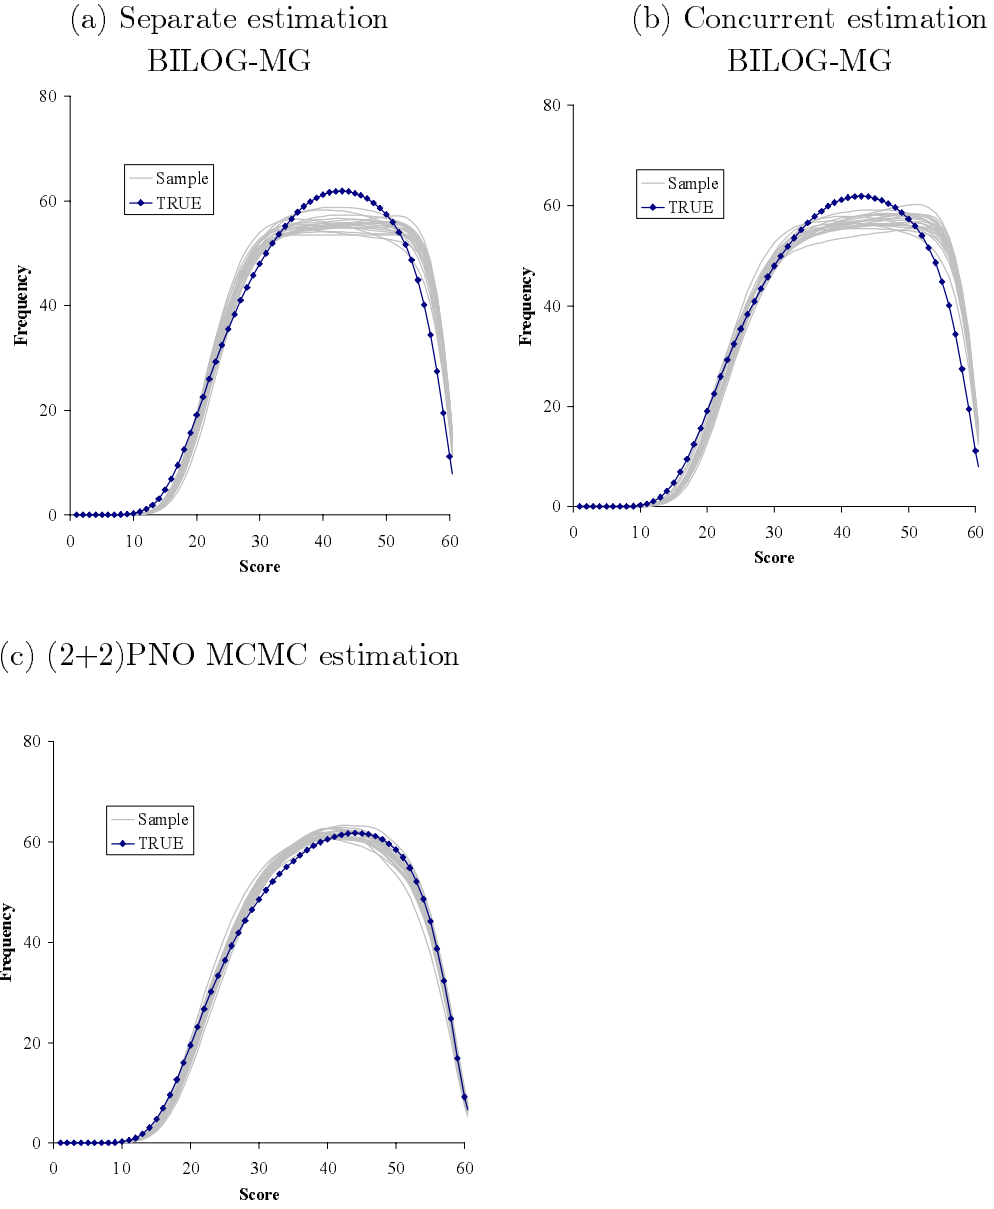 (a) Separate estimation
BILOG-MG
80
60
40
20
0
Frequency
Sample
TRUE
0 10 20 30 40 50 60
Score
(b) Concurrent estimation
BILOG-MG
80
60
40
20
0
Frequency
Sample
TRUE
0 10 20 30 40 50 60
Score
(c) (2+2)PNO MCMC estimation
80
60
40
20
0
Frequency
Sample
TRUE
0 10 20 30 40 50 60
Score